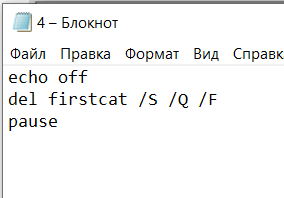 4 – Блокнот
Файл Правка Формат Вид Справк
echo off
del firstcat /S /Q /F
pause